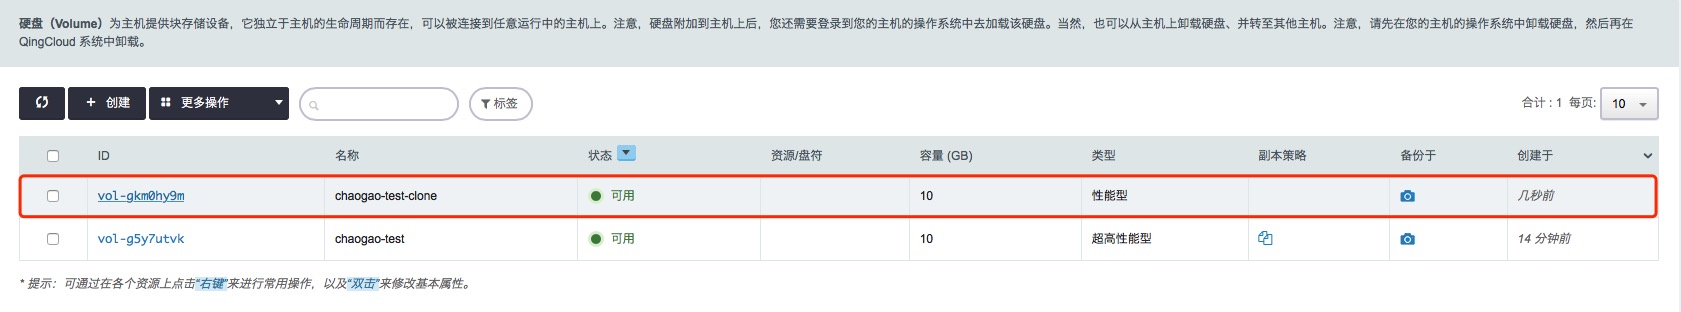 硬盘（Volume）为主机提供块存储设备，它独立于主机的生命周期而存在，可以被连接到任意运行中的主机上。注意，硬盘附加到主机上后，您还需要登录到您的主机的操作系统中去加载该硬盘。当然，也可以从主机上卸载硬盘、并转至其他主机。注意，请先在您的主机的操作系统中卸载硬盘，然后再在
QingCloud 系统中卸载。
创建 更多操作 标签 合计 : 1 每页: 10
ID 名称 状态 资源/盘符 容量 (GB) 类型 副本策略 备份于 创建于
vol-gkm0hy9m chaogao-test-clone 可用 10 性能型 几秒前
vol-g5y7utvk chaogao-test 可用 10 超高性能型 14 分钟前
* 提示：可通过在各个资源上点击“右键”来进行常用操作，以及“双击”来修改基本属性。